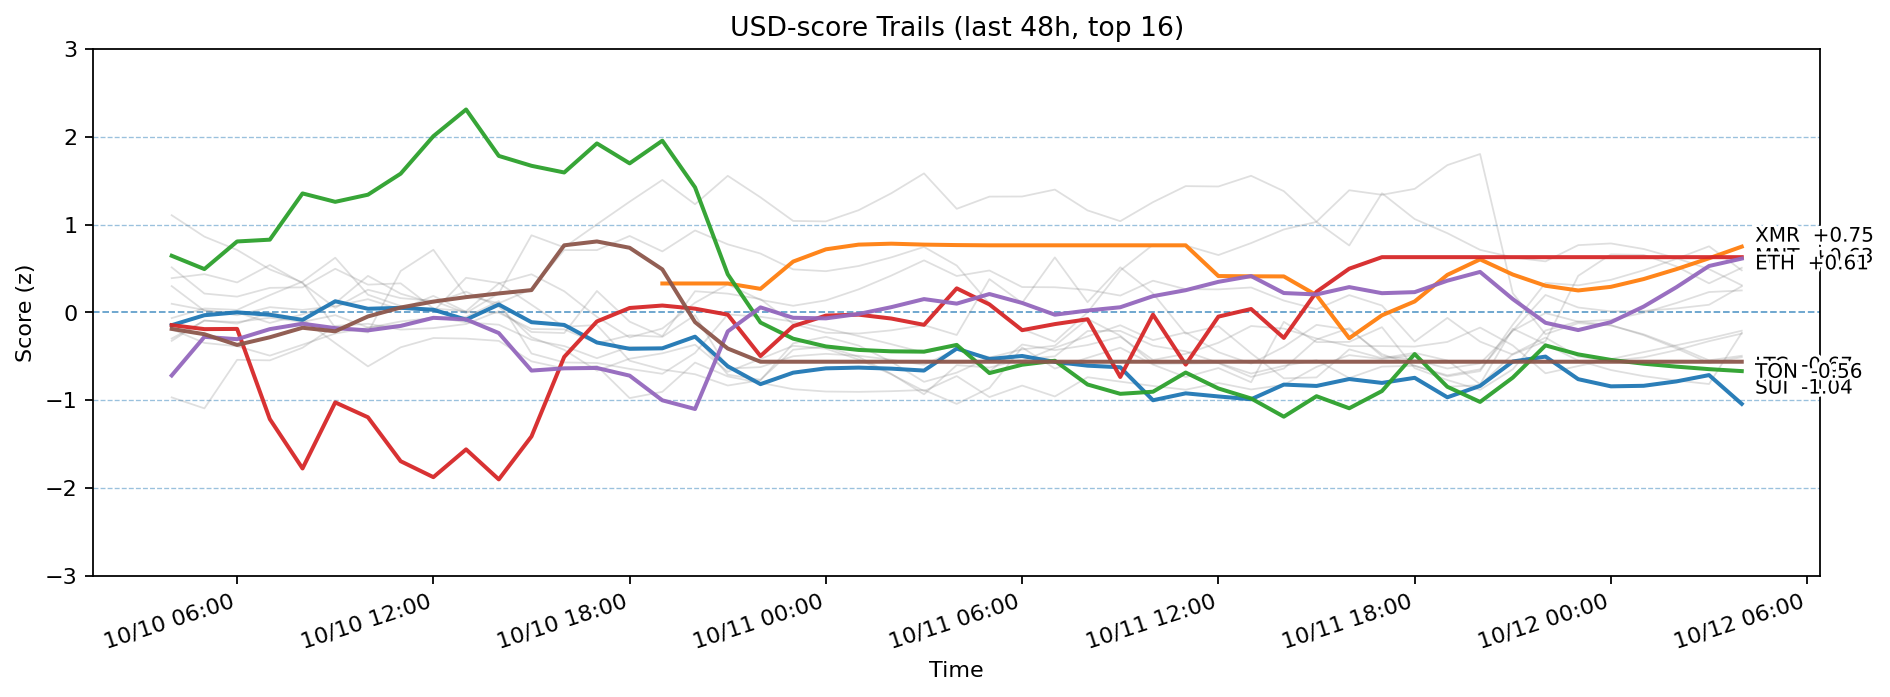 USD-score Trails (last 48h, top 16)
Score (z)
3
2
1
0
−1
−2
−3
XMR +0.75
ETH +0.61
TON -0.56
SUI -1.04
10/10 06:00
10/10 12:00
10/10 18:00
10/11 00:00
10/11 06:00
10/11 12:00
10/11 18:00
10/12 00:00
10/12 06:00
Time